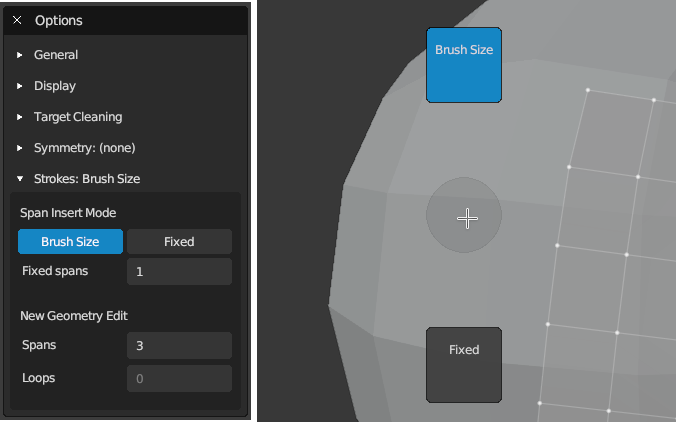 Options
General
Display
Target Cleaning
Symmetry: (none)
Strokes: Brush Size
Span Insert Mode
Brush Size Fixed
Fixed spans 1
New Geometry Edit
Spans 3
Loops 0
Brush Size
Fixed